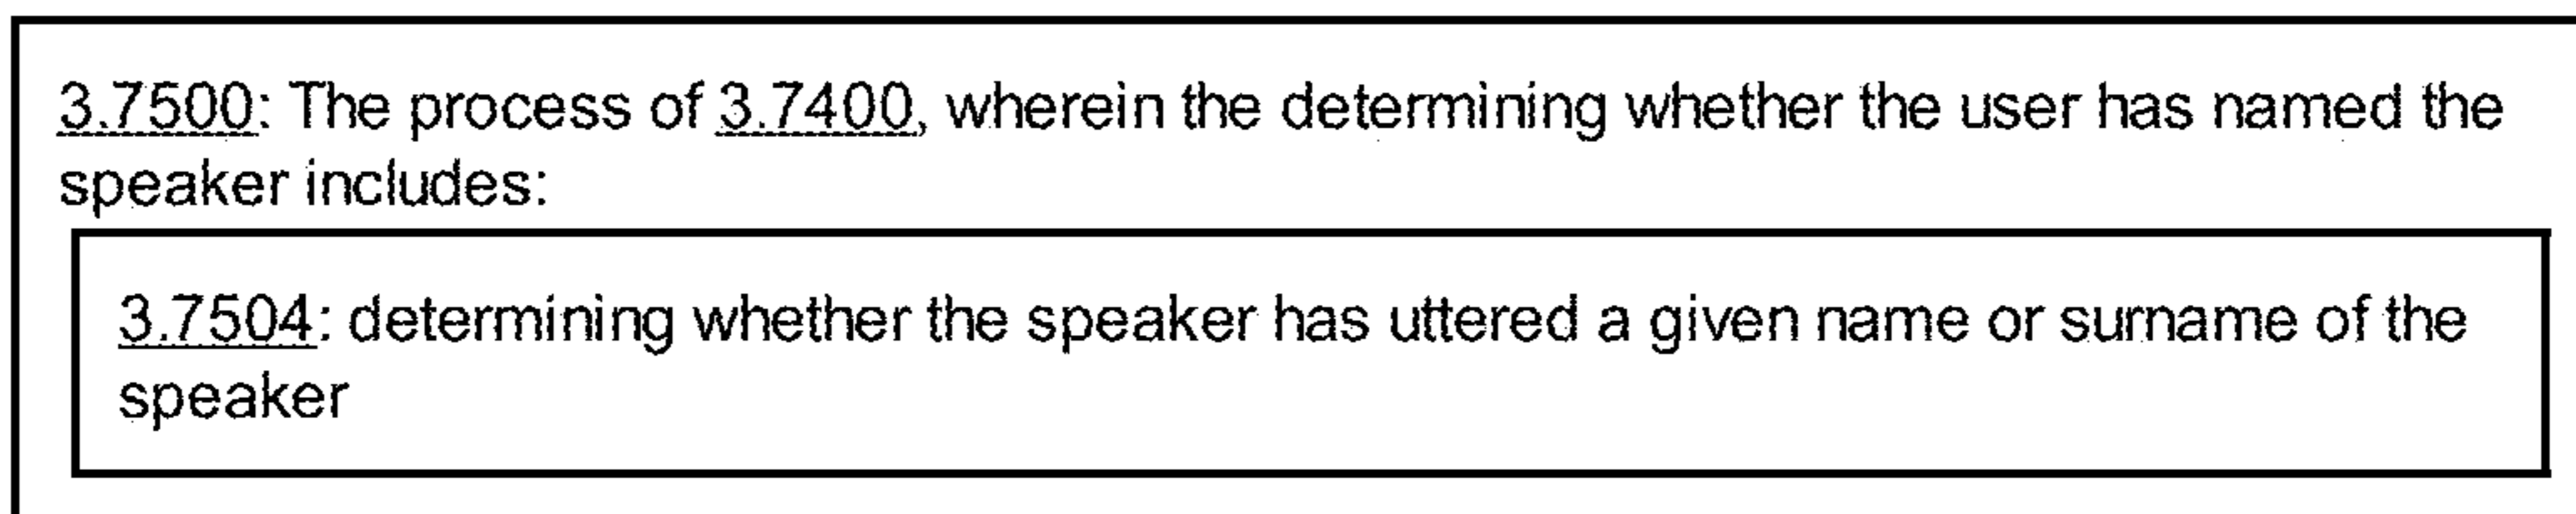 3.7500: The process of 3.7400, wherein the determining whether the user has named the
speaker includes:
3.7504: determining whether the speaker has uttered a given name or surname of the
speaker